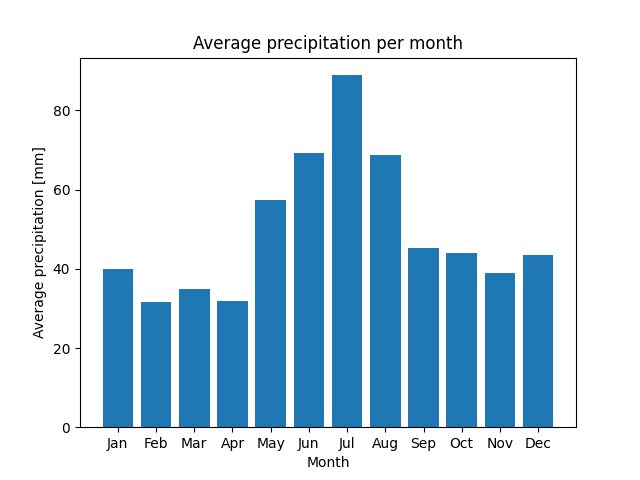 Average precipitation per month
Average precipitation [mm]
80
60
40
20
0
Jan Feb Mar Apr May Jun Jul Aug Sep Oct Nov Dec
Month